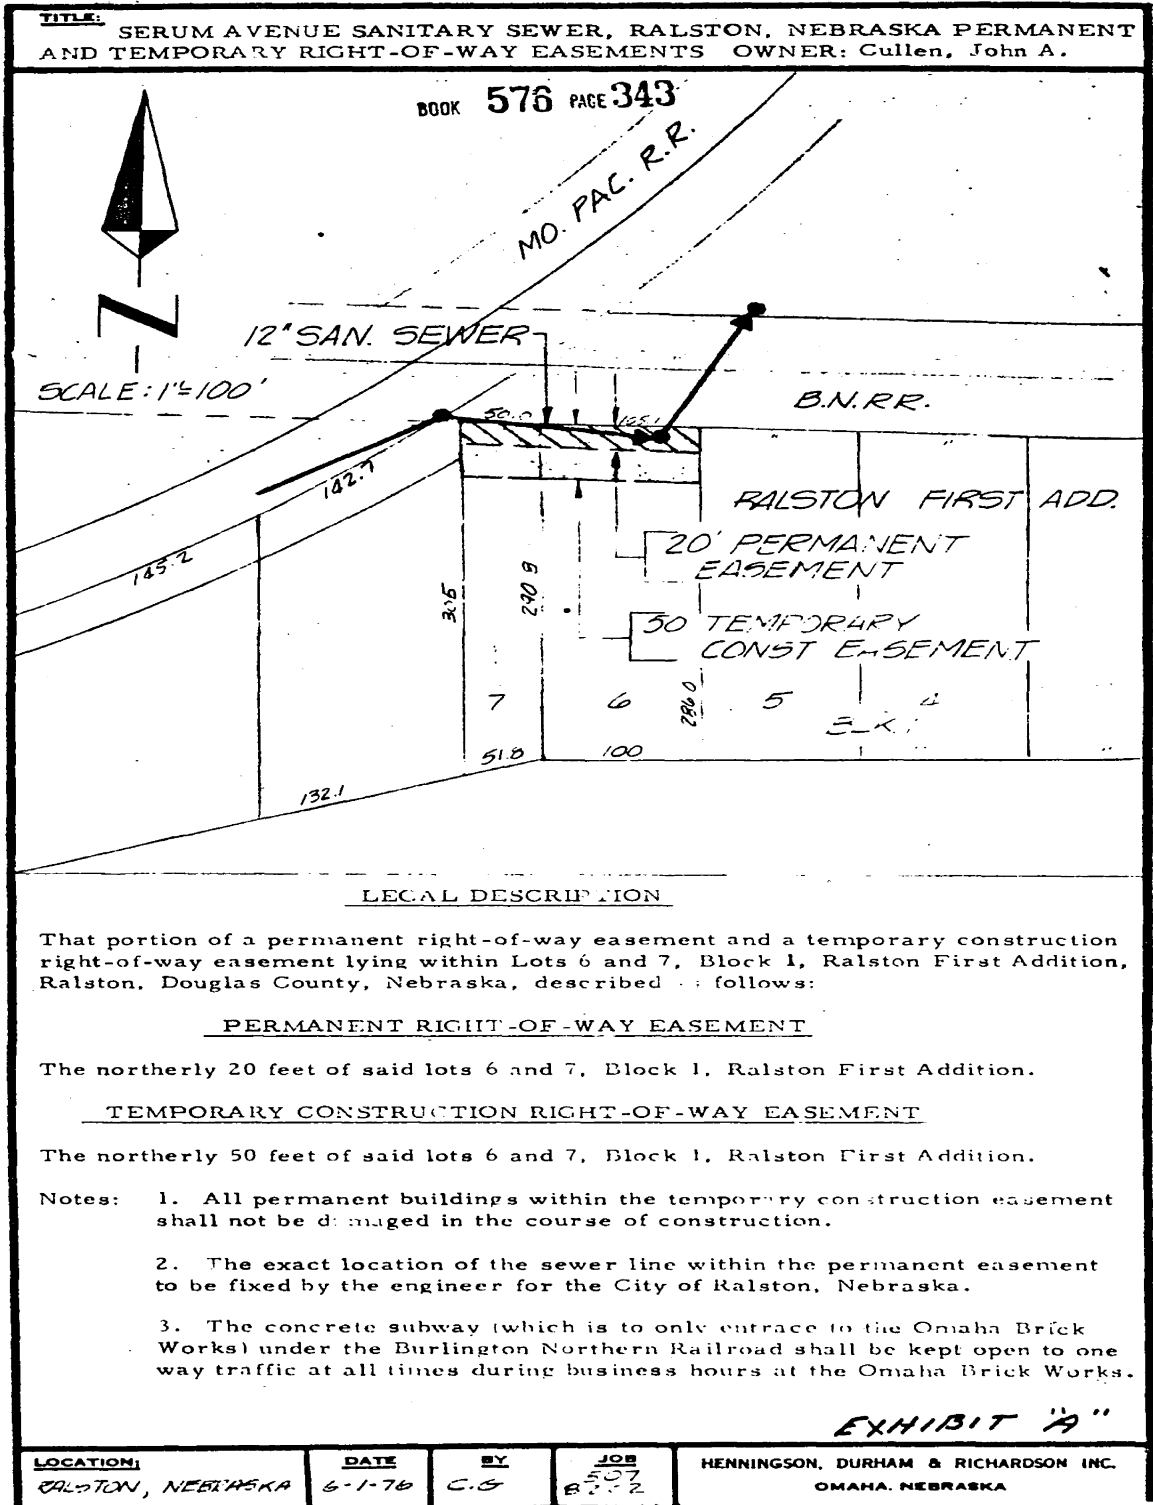 TITLE:
SERUM AVENUE SANITARY SEWER, RALSTON, NEBRASKA PERMANENT
AND TEMPORARY RIGHT-OF-WAY EASEMENTS OWNER: Cullen, John A.
BOOK 576 PAGE 343
MO. PAC. R.R.
N
12" SAN. SEWER
SCALE: 1"=100'
B.N.R.R.
50.0
142.7
RALSTON FIRST ADD.
145.2
20' PERMANENT
EASEMENT
305
290 9
50 TEMPORARY
CONST EASEMENT
7 6 286 0 5 4
51.8 100
132.1
LEGAL DESCRIPTION
That portion of a permanent right-of-way easement and a temporary construction
right-of-way easement lying within Lots 6 and 7, Block 1, Ralston First Addition,
Ralston, Douglas County, Nebraska, described follows:
PERMANENT RIGHT-OF-WAY EASEMENT
The northerly 20 feet of said lots 6 and 7, Block 1, Ralston First Addition.
TEMPORARY CONSTRUCTION RIGHT-OF-WAY EASEMENT
The northerly 50 feet of said lots 6 and 7, Block 1, Ralston First Addition.
Notes: 1. All permanent buildings within the temporary construction easement
shall not be damaged in the course of construction.
2. The exact location of the sewer line within the permanent easement
to be fixed by the engineer for the City of Ralston, Nebraska.
3. The concrete subway (which is to only entrace to the Omaha Brick
Works) under the Burlington Northern Railroad shall be kept open to one
way traffic at all times during business hours at the Omaha Brick Works.
EXHIBIT "A"
LOCATION: DATE BY JOB HENNINGSON, DURHAM & RICHARDSON INC.
RALSTON, NEBRASKA 6-1-76 C.G 507 OMAHA, NEBRASKA